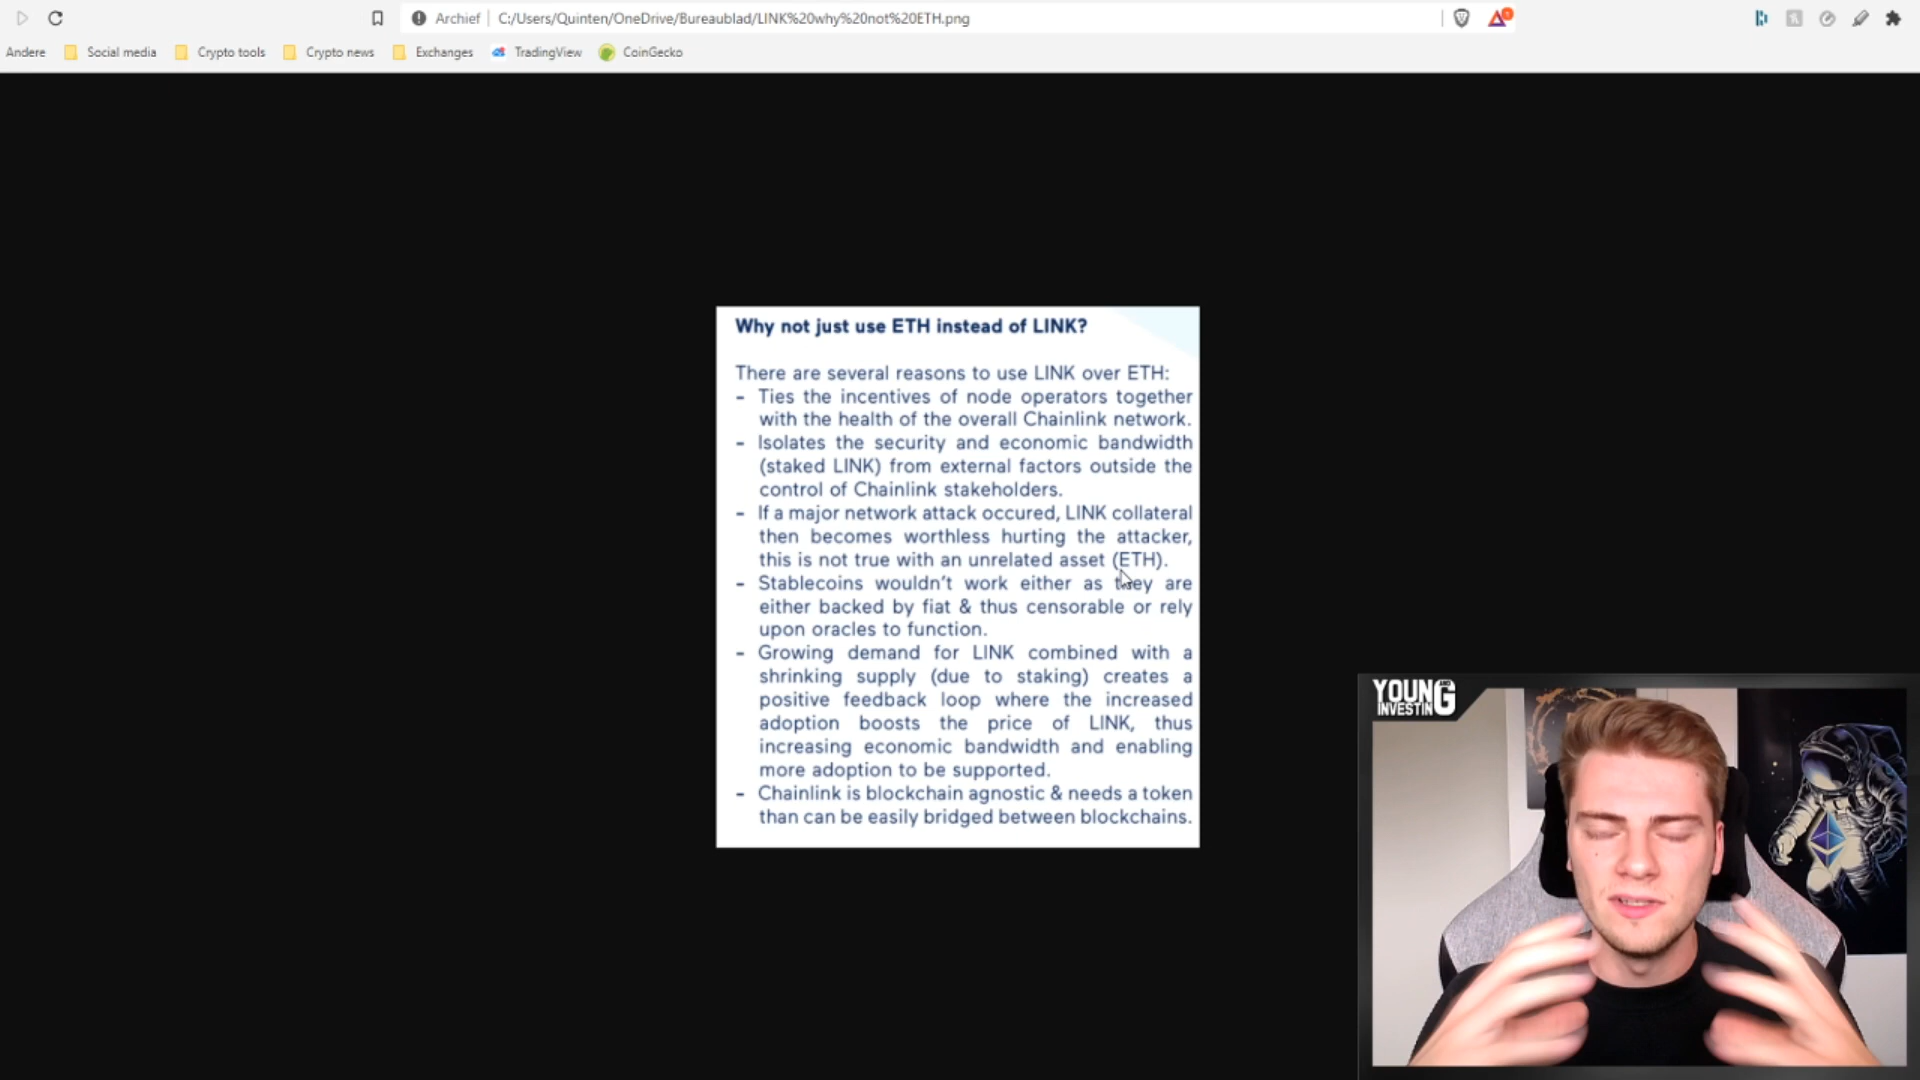 Archief
C:/Users/Quinten/OneDrive/Bureaublad/LINK%20why%20not%20ETH.png
Andere
Social media
Crypto tools
Crypto news
Exchanges
TradingView
CoinGecko
Why not just use ETH instead of LINK?
There are several reasons to use LINK over ETH:
- Ties the incentives of node operators together
with the health of the overall Chainlink network.
- Isolates the security and economic bandwidth
(staked LINK) from external factors outside the
control of Chainlink stakeholders.
- If a major network attack occured, LINK collateral
then becomes worthless hurting the attacker,
this is not true with an unrelated asset (ETH).
- Stablecoins wouldn't work either as they are
either backed by fiat & thus censorable or rely
upon oracles to function.
- Growing demand for LINK combined with a
shrinking supply (due to staking) creates a
positive feedback loop where the increased
adoption boosts the price of LINK, thus
increasing economic bandwidth and enabling
more adoption to be supported.
- Chainlink is blockchain agnostic & needs a token
than can be easily bridged between blockchains.
YOUNG AND
INVESTING